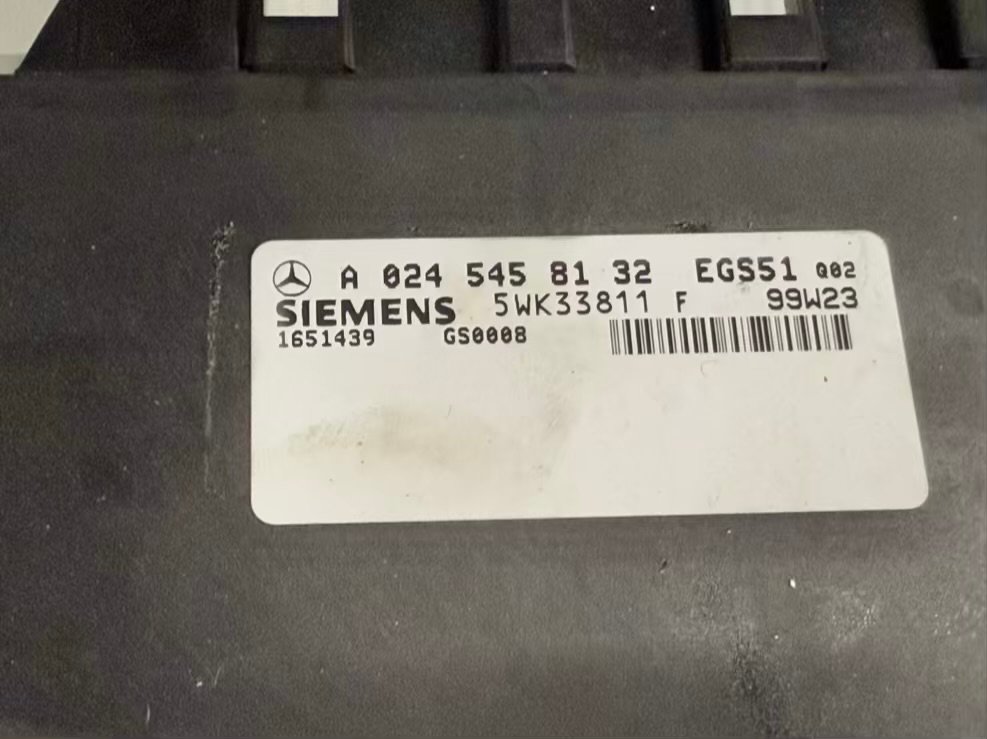 A 024 545 81 32 EGS51 Q02
SIEMENS 5WK33811 F 99W23
1651439 GS0008